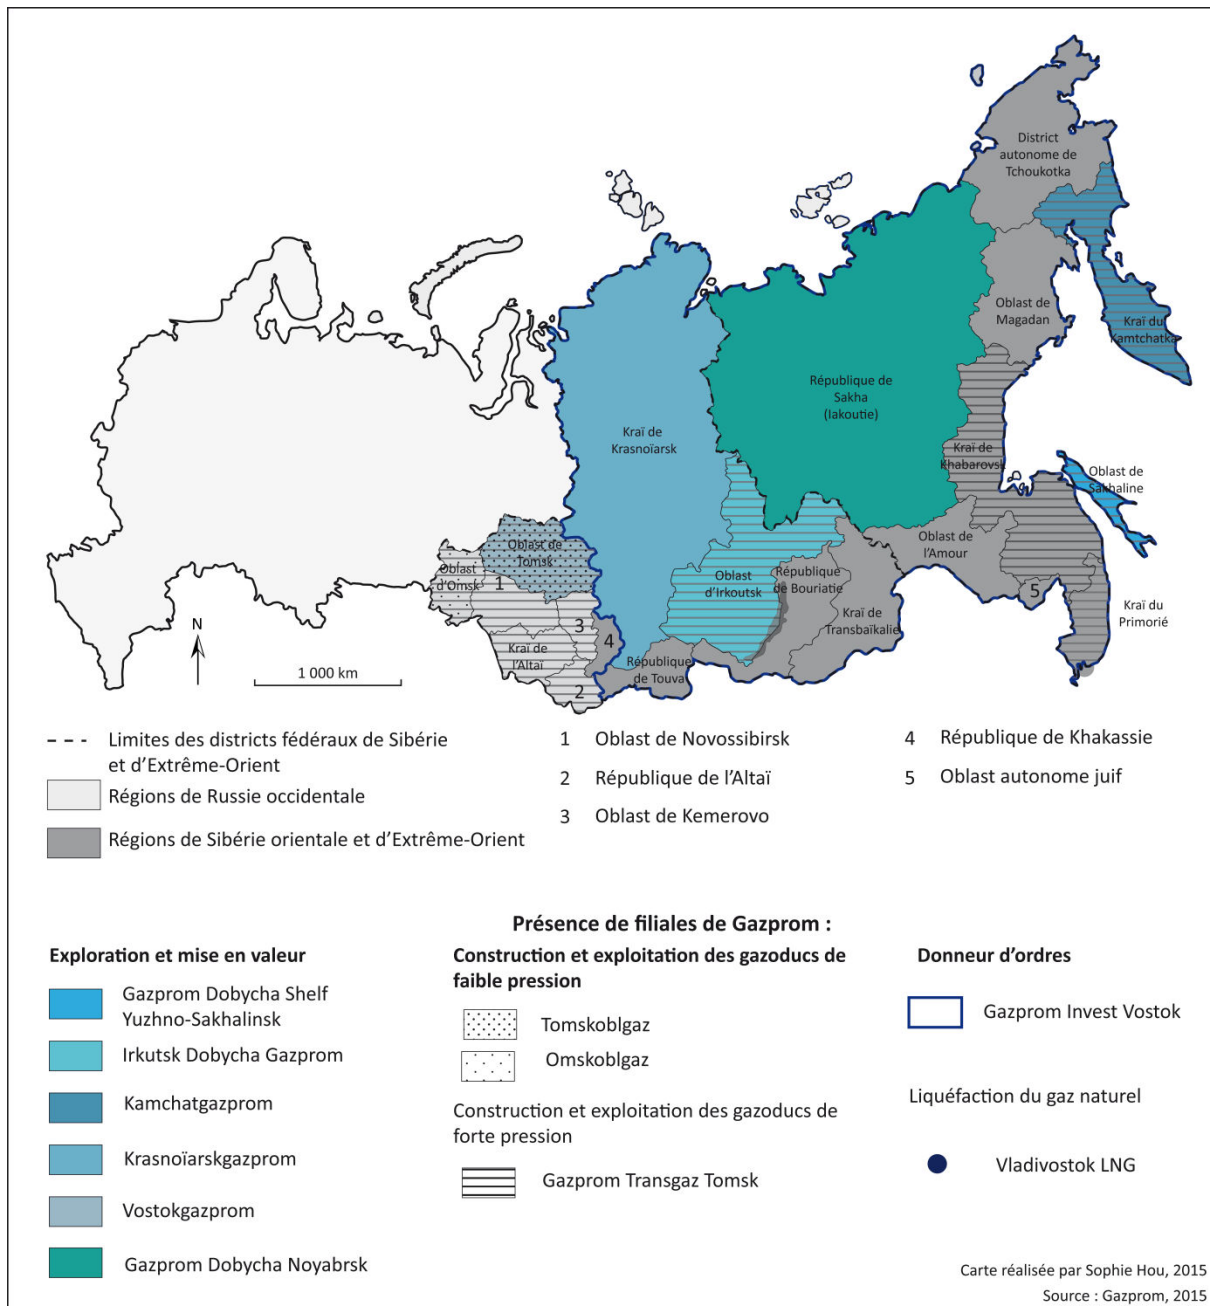 District
autonome de
Tchoukotka
Oblast de
Magadan
Kraï du
Kamtchatka
République de
Sakha
(Iakoutie)
Kraï de
Krasnoïarsk
Kraï de
Khabarovsk
Oblast de
Sakhaline
Oblast de
l'Amour
Oblast de
Tomsk
Oblast
d'Omsk
1
Oblast
d'Irkoutsk
République
de Bouriatie
5
Kraï du
Primorié
Kraï de
Transbaïkalie
3
4
Kraï de
l'Altaï
République
de Touva
2
N
1 000 km
Limites des districts fédéraux de Sibérie
et d'Extrême-Orient
Régions de Russie occidentale
Régions de Sibérie orientale et d'Extrême-Orient
1 Oblast de Novossibirsk
2 République de l'Altaï
3 Oblast de Kemerovo
4 République de Khakassie
5 Oblast autonome juif
Présence de filiales de Gazprom :
Exploration et mise en valeur
Gazprom Dobycha Shelf
Yuzhno-Sakhalinsk
Irkutsk Dobycha Gazprom
Kamchatgazprom
Krasnoïarskgazprom
Vostokgazprom
Gazprom Dobycha Noyabrsk
Construction et exploitation des gazoducs de
faible pression
Tomskoblgaz
Omskoblgaz
Construction et exploitation des gazoducs de
forte pression
Gazprom Transgaz Tomsk
Donneur d'ordres
Gazprom Invest Vostok
Liquéfaction du gaz naturel
Vladivostok LNG
Carte réalisée par Sophie Hou, 2015
Source : Gazprom, 2015